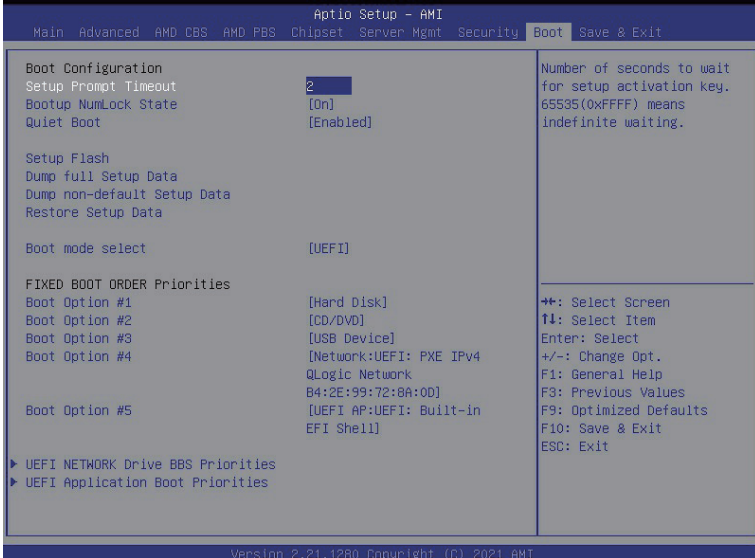 Aptio Setup - AMI
Main Advanced AMD CBS AMD PBS Chipset Server Mgmt Security Boot Save & Exit
Boot Configuration
Setup Prompt Timeout 2
Bootup NumLock State [On]
Quiet Boot [Enabled]
Setup Flash
Dump full Setup Data
Dump non-default Setup Data
Restore Setup Data
Boot mode select [UEFI]
FIXED BOOT ORDER Priorities
Boot Option #1 [Hard Disk]
Boot Option #2 [CD/DVD]
Boot Option #3 [USB Device]
Boot Option #4 [Network:UEFI: PXE IPv4
QLogic Network
B4:2E:99:72:8A:0D]
Boot Option #5 [UEFI AP:UEFI: Built-in
EFI Shell]
UEFI NETWORK Drive BBS Priorities
UEFI Application Boot Priorities
Number of seconds to wait
for setup activation key.
65535(0xFFFF) means
indefinite waiting.
→←: Select Screen
↑↓: Select Item
Enter: Select
+/-: Change Opt.
F1: General Help
F3: Previous Values
F9: Optimized Defaults
F10: Save & Exit
ESC: Exit
Version 2.21.1280 Copyright (C) 2021 AMI